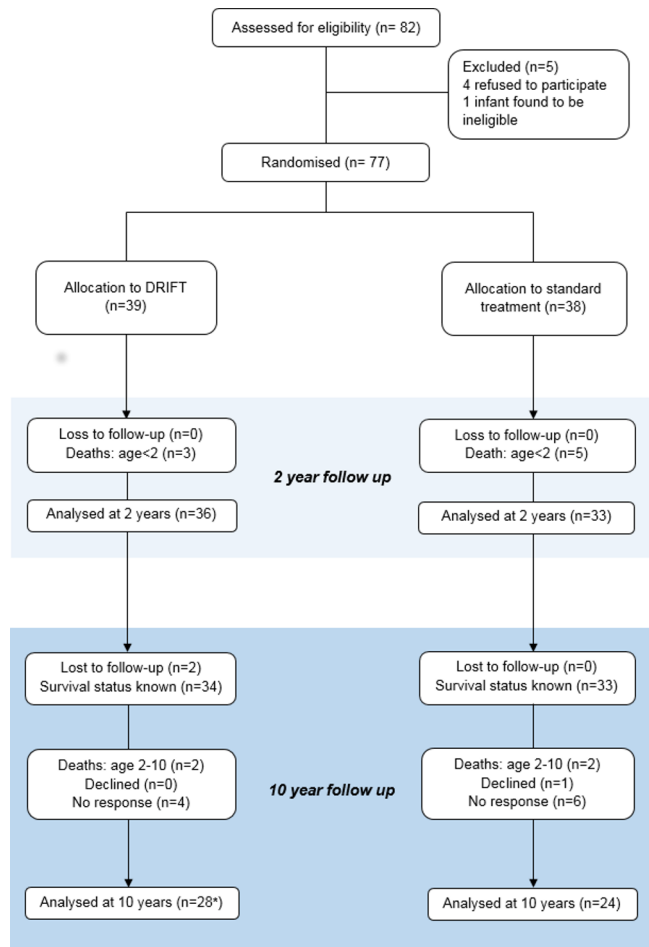 Assessed for eligibility (n= 82)
Excluded (n=5)
4 refused to participate
1 infant found to be
ineligible
Randomised (n= 77)
Allocation to DRIFT
(n=39)
Allocation to standard
treatment (n=38)
Loss to follow-up (n=0)
Deaths: age<2 (n=3)
Loss to follow-up (n=0)
Death: age<2 (n=5)
2 year follow up
Analysed at 2 years (n=36)
Analysed at 2 years (n=33)
Lost to follow-up (n=2)
Survival status known (n=34)
Lost to follow-up (n=0)
Survival status known (n=33)
Deaths: age 2-10 (n=2)
Declined (n=0)
No response (n=4)
Deaths: age 2-10 (n=2)
Declined (n=1)
No response (n=6)
10 year follow up
Analysed at 10 years (n=28*)
Analysed at 10 years (n=24)